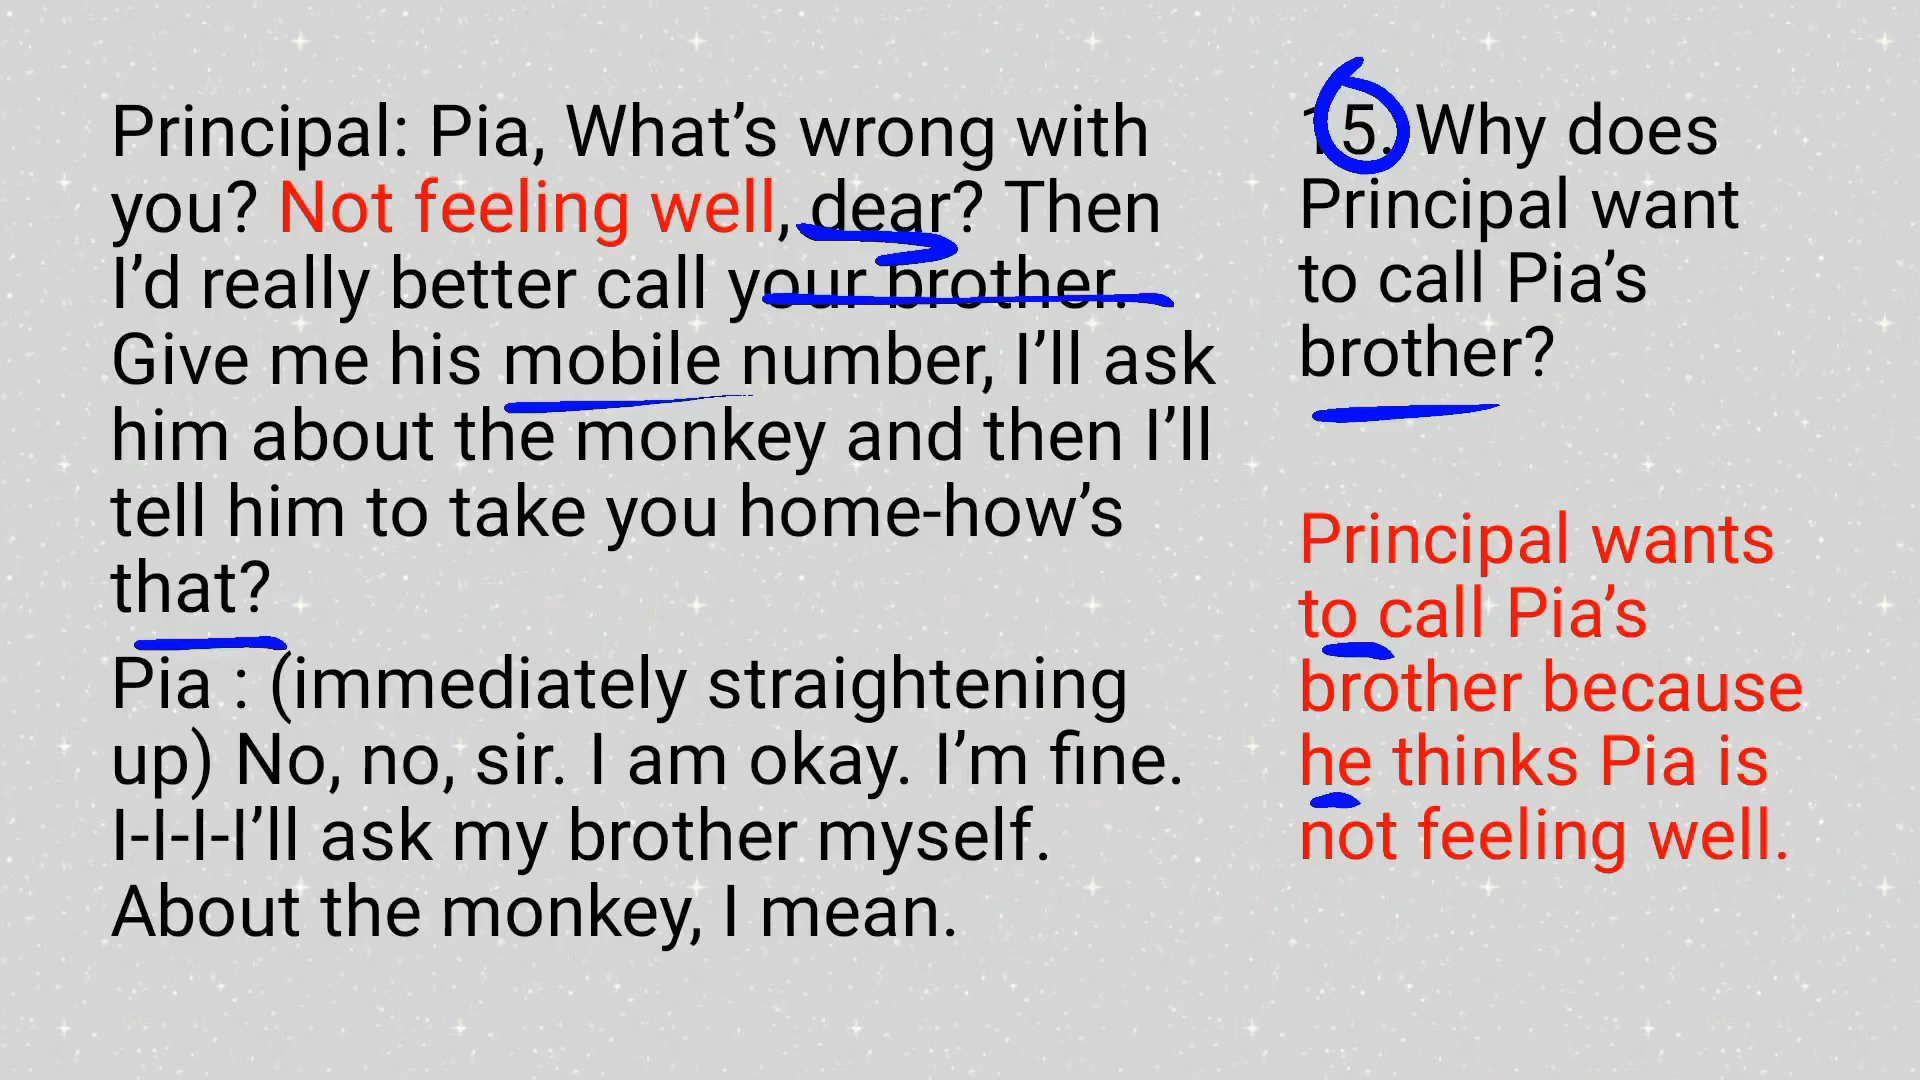 Principal: Pia, What’s wrong with
you? Not feeling well, dear? Then
I’d really better call your brother.
Give me his mobile number, I’ll ask
him about the monkey and then I’ll
tell him to take you home-how’s
that?
Pia : (immediately straightening
up) No, no, sir. I am okay. I’m fine.
I-I-I-I’ll ask my brother myself.
About the monkey, I mean.
15. Why does
Principal want
to call Pia’s
brother?
Principal wants
to call Pia’s
brother because
he thinks Pia is
not feeling well.